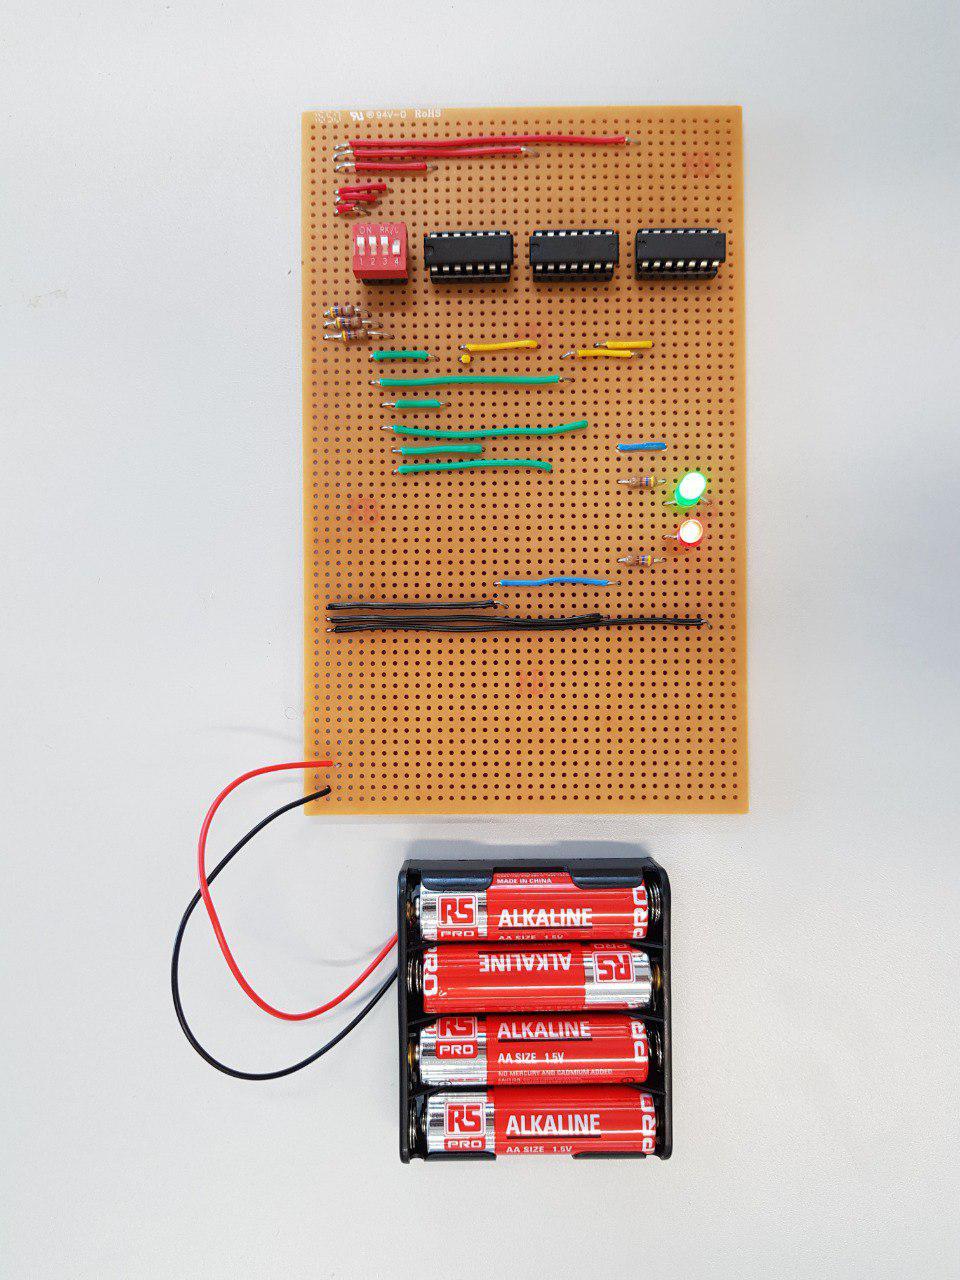 94V-0 RoHS
ON RK/L
1 2 3 4
MADE IN CHINA
RS
PRO
ALKALINE
AA SIZE 1.5V
RS
ALKALINE
RS
PRO
ALKALINE
AA SIZE 1.5V
NO MERCURY AND CADMIUM ADDED
RS
PRO
ALKALINE
AA SIZE 1.5V